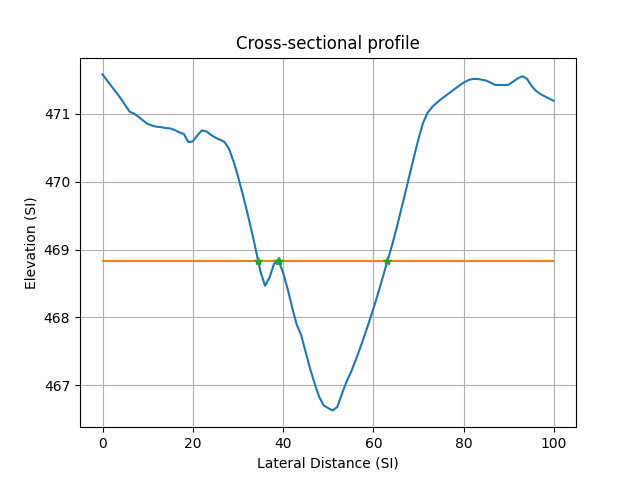 Cross-sectional profile
Elevation (SI)
471
470
469
468
467
0 20 40 60 80 100
Lateral Distance (SI)